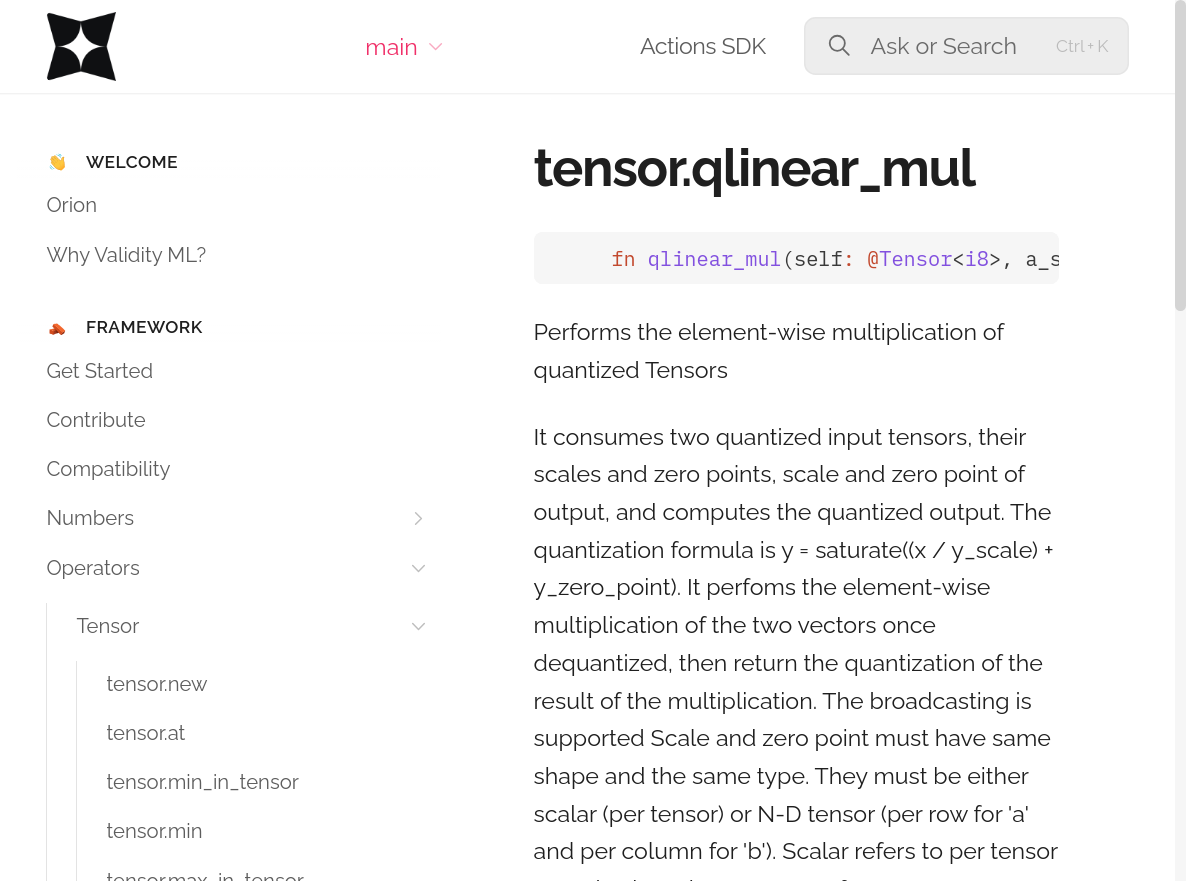 main
Actions SDK
Ask or Search
Ctrl + K
WELCOME
Orion
Why Validity ML?
FRAMEWORK
Get Started
Contribute
Compatibility
Numbers
Operators
Tensor
tensor.new
tensor.at
tensor.min_in_tensor
tensor.min
tensor.max_in_tensor
tensor.qlinear_mul
fn qlinear_mul(self: @Tensor<i8>, a_s
Performs the element-wise multiplication of
quantized Tensors
It consumes two quantized input tensors, their
scales and zero points, scale and zero point of
output, and computes the quantized output. The
quantization formula is y = saturate((x / y_scale) +
y_zero_point). It perfoms the element-wise
multiplication of the two vectors once
dequantized, then return the quantization of the
result of the multiplication. The broadcasting is
supported Scale and zero point must have same
shape and the same type. They must be either
scalar (per tensor) or N-D tensor (per row for 'a'
and per column for 'b'). Scalar refers to per tensor